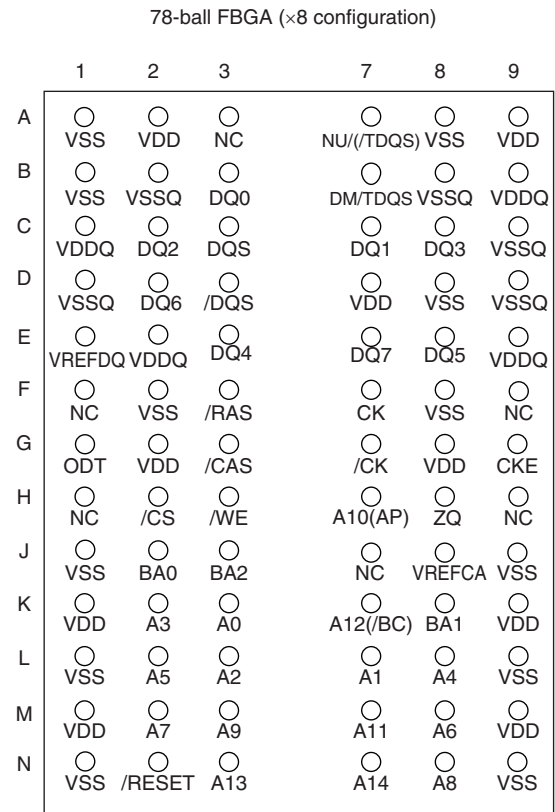 78-ball FBGA (×8 configuration)
1 2 3 7 8 9
A
VSS VDD NC NU/(/TDQS) VSS VDD
B
VSS VSSQ DQ0 DM/TDQS VSSQ VDDQ
C
VDDQ DQ2 DQS DQ1 DQ3 VSSQ
D
VSSQ DQ6 /DQS VDD VSS VSSQ
E
VREFDQ VDDQ DQ4 DQ7 DQ5 VDDQ
F
NC VSS /RAS CK VSS NC
G
ODT VDD /CAS /CK VDD CKE
H
NC /CS /WE A10(AP) ZQ NC
J
VSS BA0 BA2 NC VREFCA VSS
K
VDD A3 A0 A12(/BC) BA1 VDD
L
VSS A5 A2 A1 A4 VSS
M
VDD A7 A9 A11 A6 VDD
N
VSS /RESET A13 A14 A8 VSS